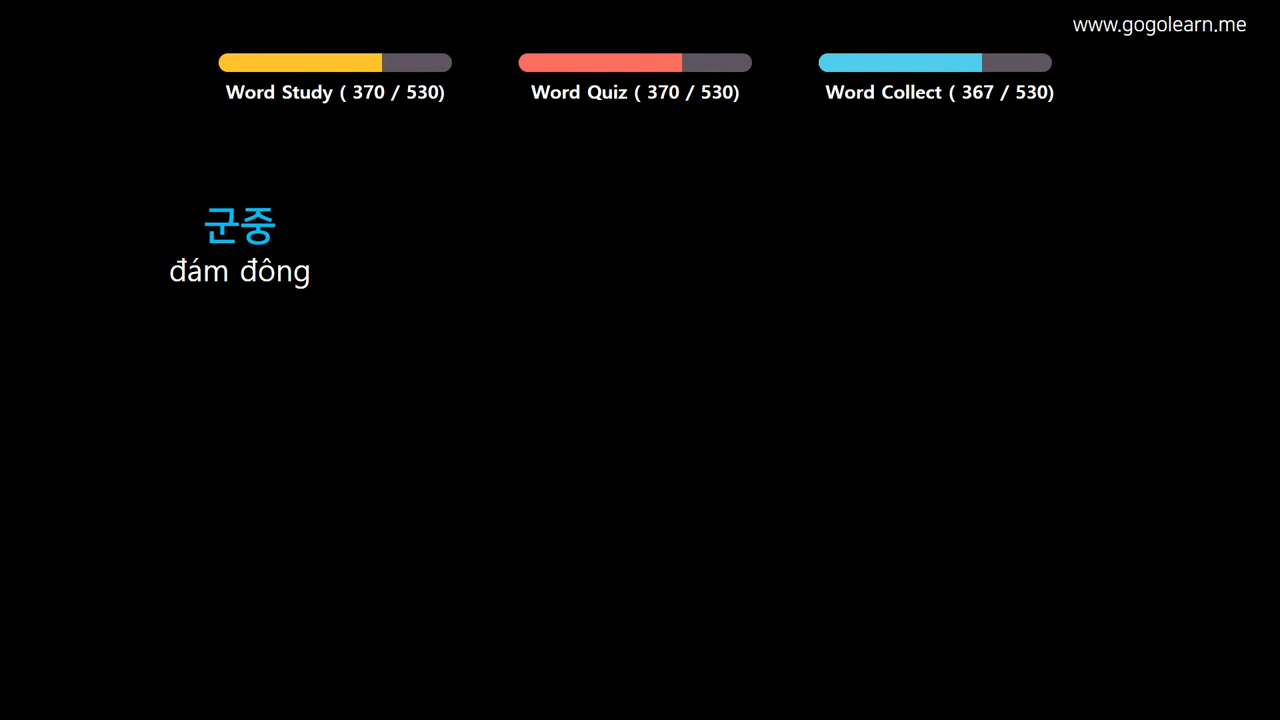 www.gogolearn.me
Word Study ( 370 / 530)
Word Quiz ( 370 / 530)
Word Collect ( 367 / 530)
군중
đám đông